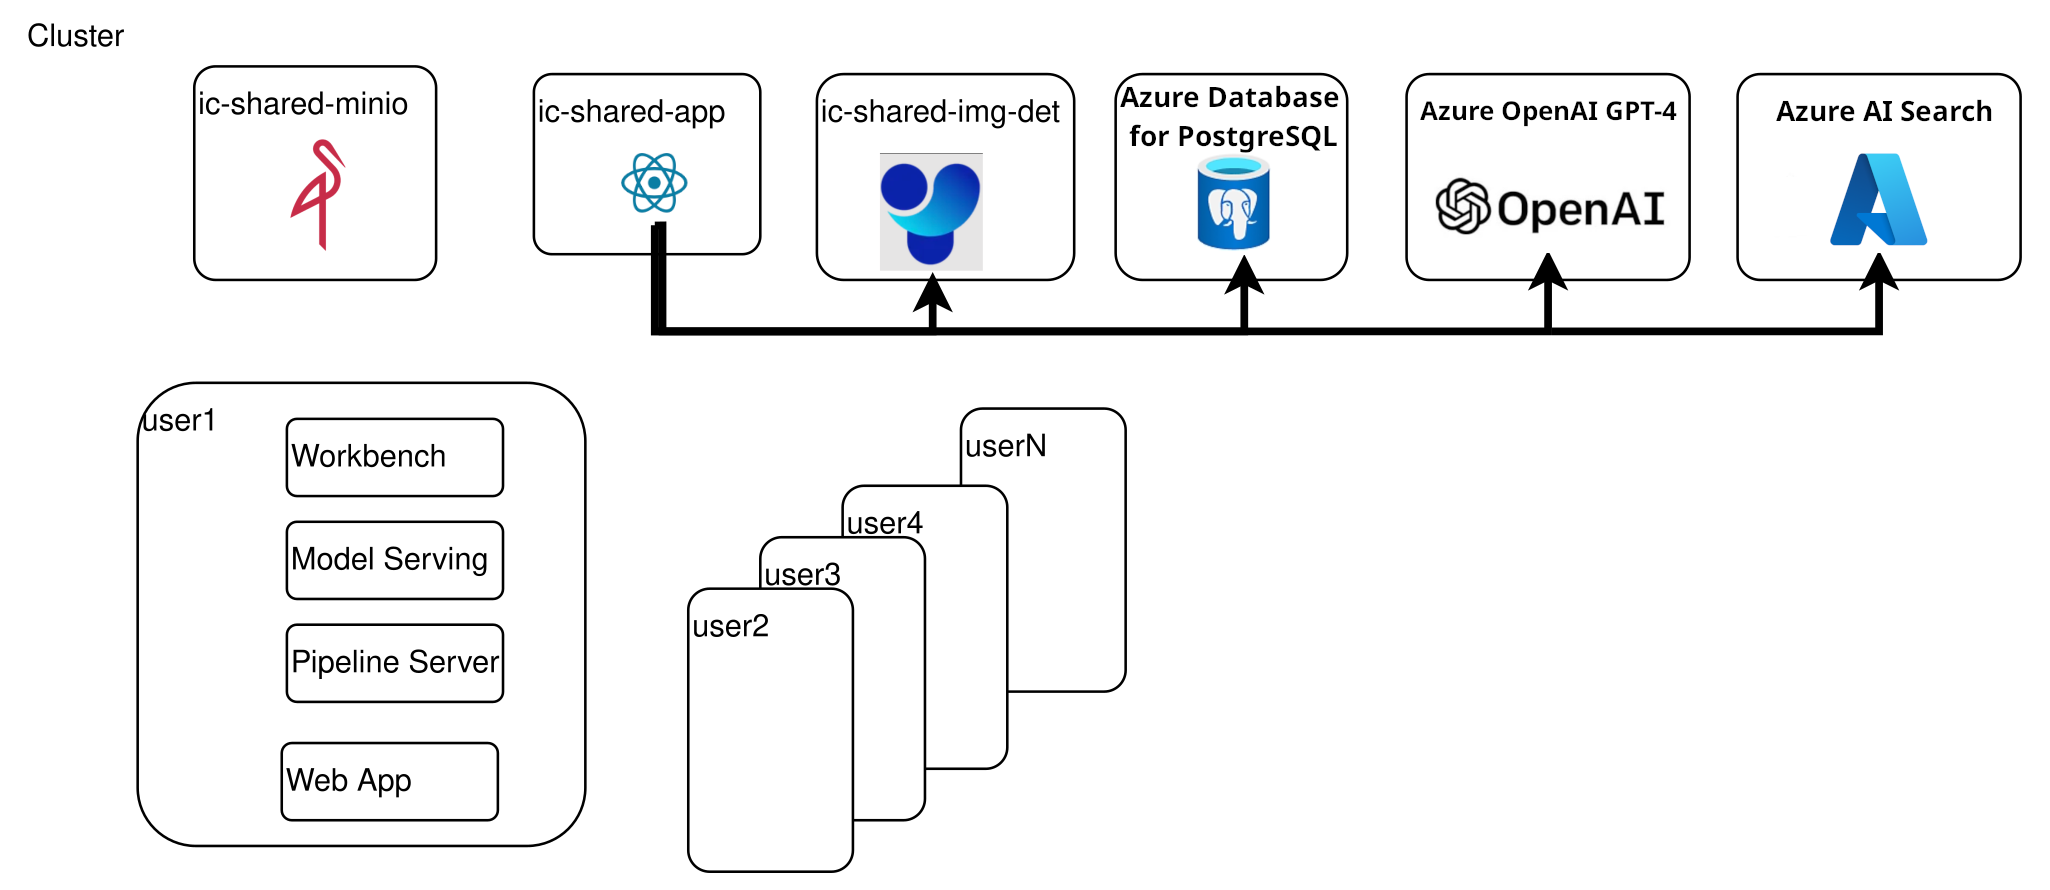 Cluster
ic-shared-minio
ic-shared-app
ic-shared-img-det
Azure Database
for PostgreSQL
Azure OpenAI GPT-4
OpenAI
Azure AI Search
user1
Workbench
Model Serving
Pipeline Server
Web App
userN
user4
user3
user2